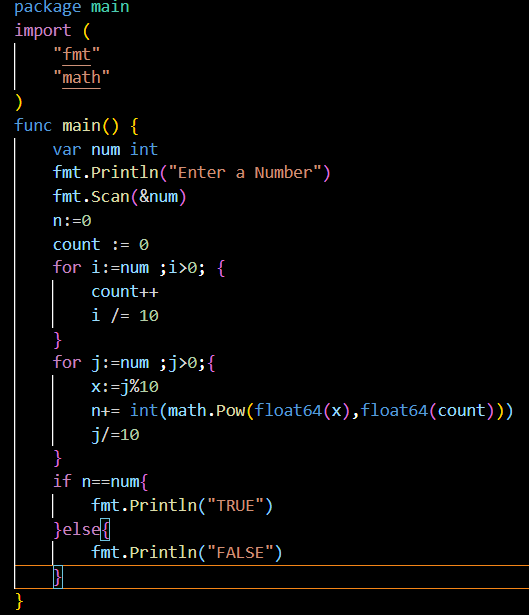 package main
import (
    "fmt"
    "math"
)
func main() {
    var num int
    fmt.Println("Enter a Number")
    fmt.Scan(&num)
    n:=0
    count := 0
    for i:=num ;i>0; {
        count++
        i /= 10
    }
    for j:=num ;j>0;{
        x:=j%10
        n+= int(math.Pow(float64(x),float64(count)))
        j/=10
    }
    if n==num{
        fmt.Println("TRUE")
    }else{
        fmt.Println("FALSE")
    }
}